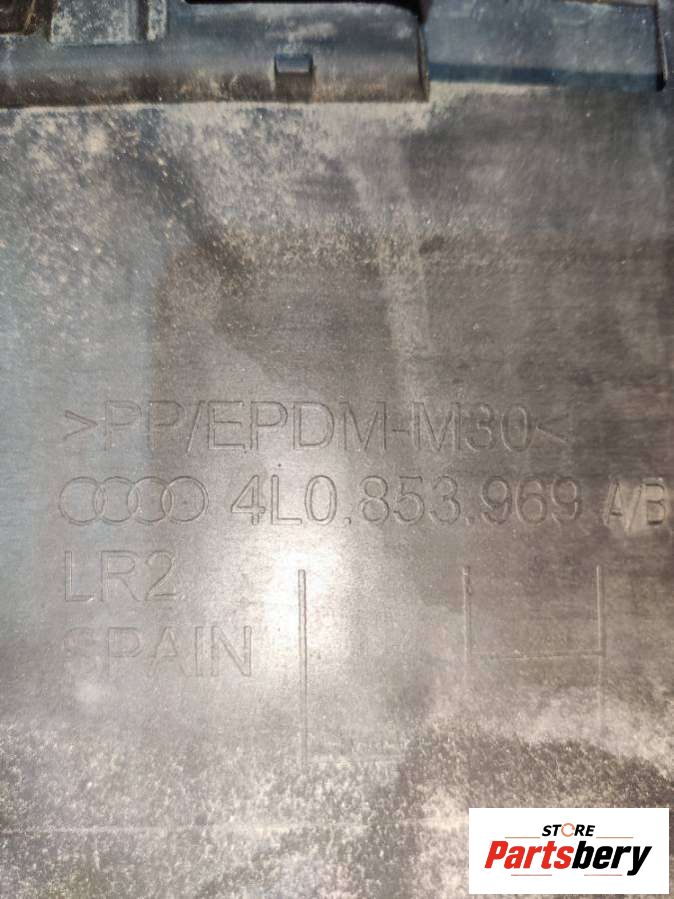 >PP/EPDM-M30<
4L0.853.969 A/B
LR2
SPAIN
STORE
Partsbery